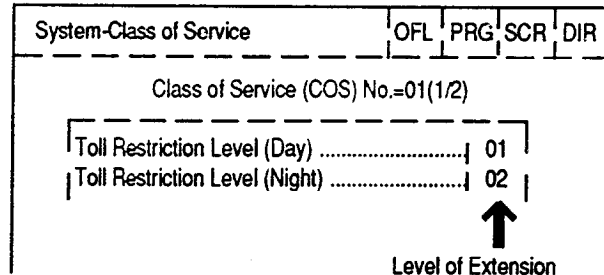 System-Class of Service OFL PRG SCR DIR
Class of Service (COS) No.=01(1/2)
Toll Restriction Level (Day) ........................ 01
Toll Restriction Level (Night) ..................... 02
Level of Extension